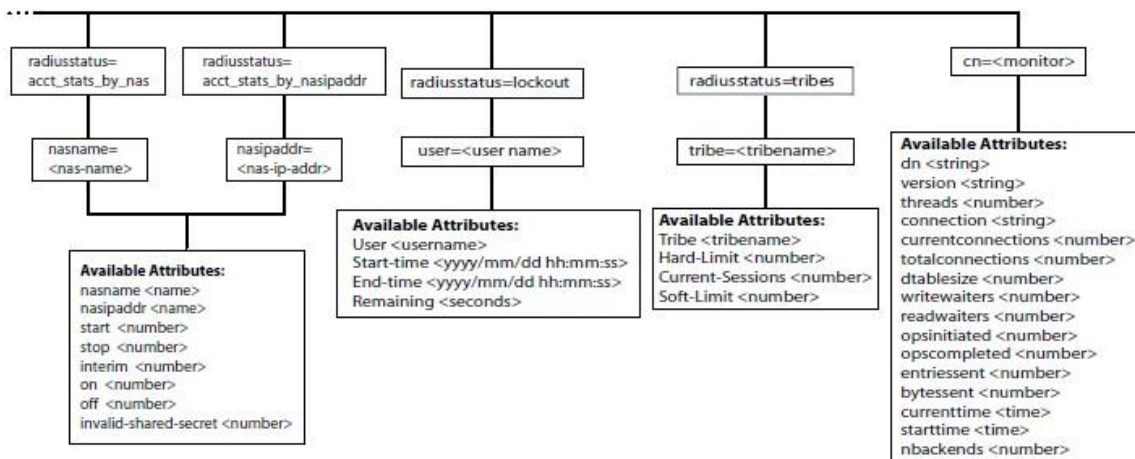 radiusstatus=
acct_stats_by_nas
radiusstatus=
acct_stats_by_nasipaddr
radiusstatus=lockout
radiusstatus=tribes
cn=<monitor>
nasname=
<nas-name>
nasipaddr=
<nas-ip-addr>
user=<user name>
tribe=<tribename>
Available Attributes:
nasname <name>
nasipaddr <name>
start <number>
stop <number>
interim <number>
on <number>
off <number>
invalid-shared-secret <number>
Available Attributes:
User <username>
Start-time <yyyy/mm/dd hh:mm:ss>
End-time <yyyy/mm/dd hh:mm:ss>
Remaining <seconds>
Available Attributes:
Tribe <tribename>
Hard-Limit <number>
Current-Sessions <number>
Soft-Limit <number>
Available Attributes:
dn <string>
version <string>
threads <number>
connection <string>
currentconnections <number>
totalconnections <number>
dtablesize <number>
writewaiters <number>
readwaiters <number>
opsinitiated <number>
opscompleted <number>
entriessent <number>
bytessent <number>
currenttime <time>
starttime <time>
nbackends <number>